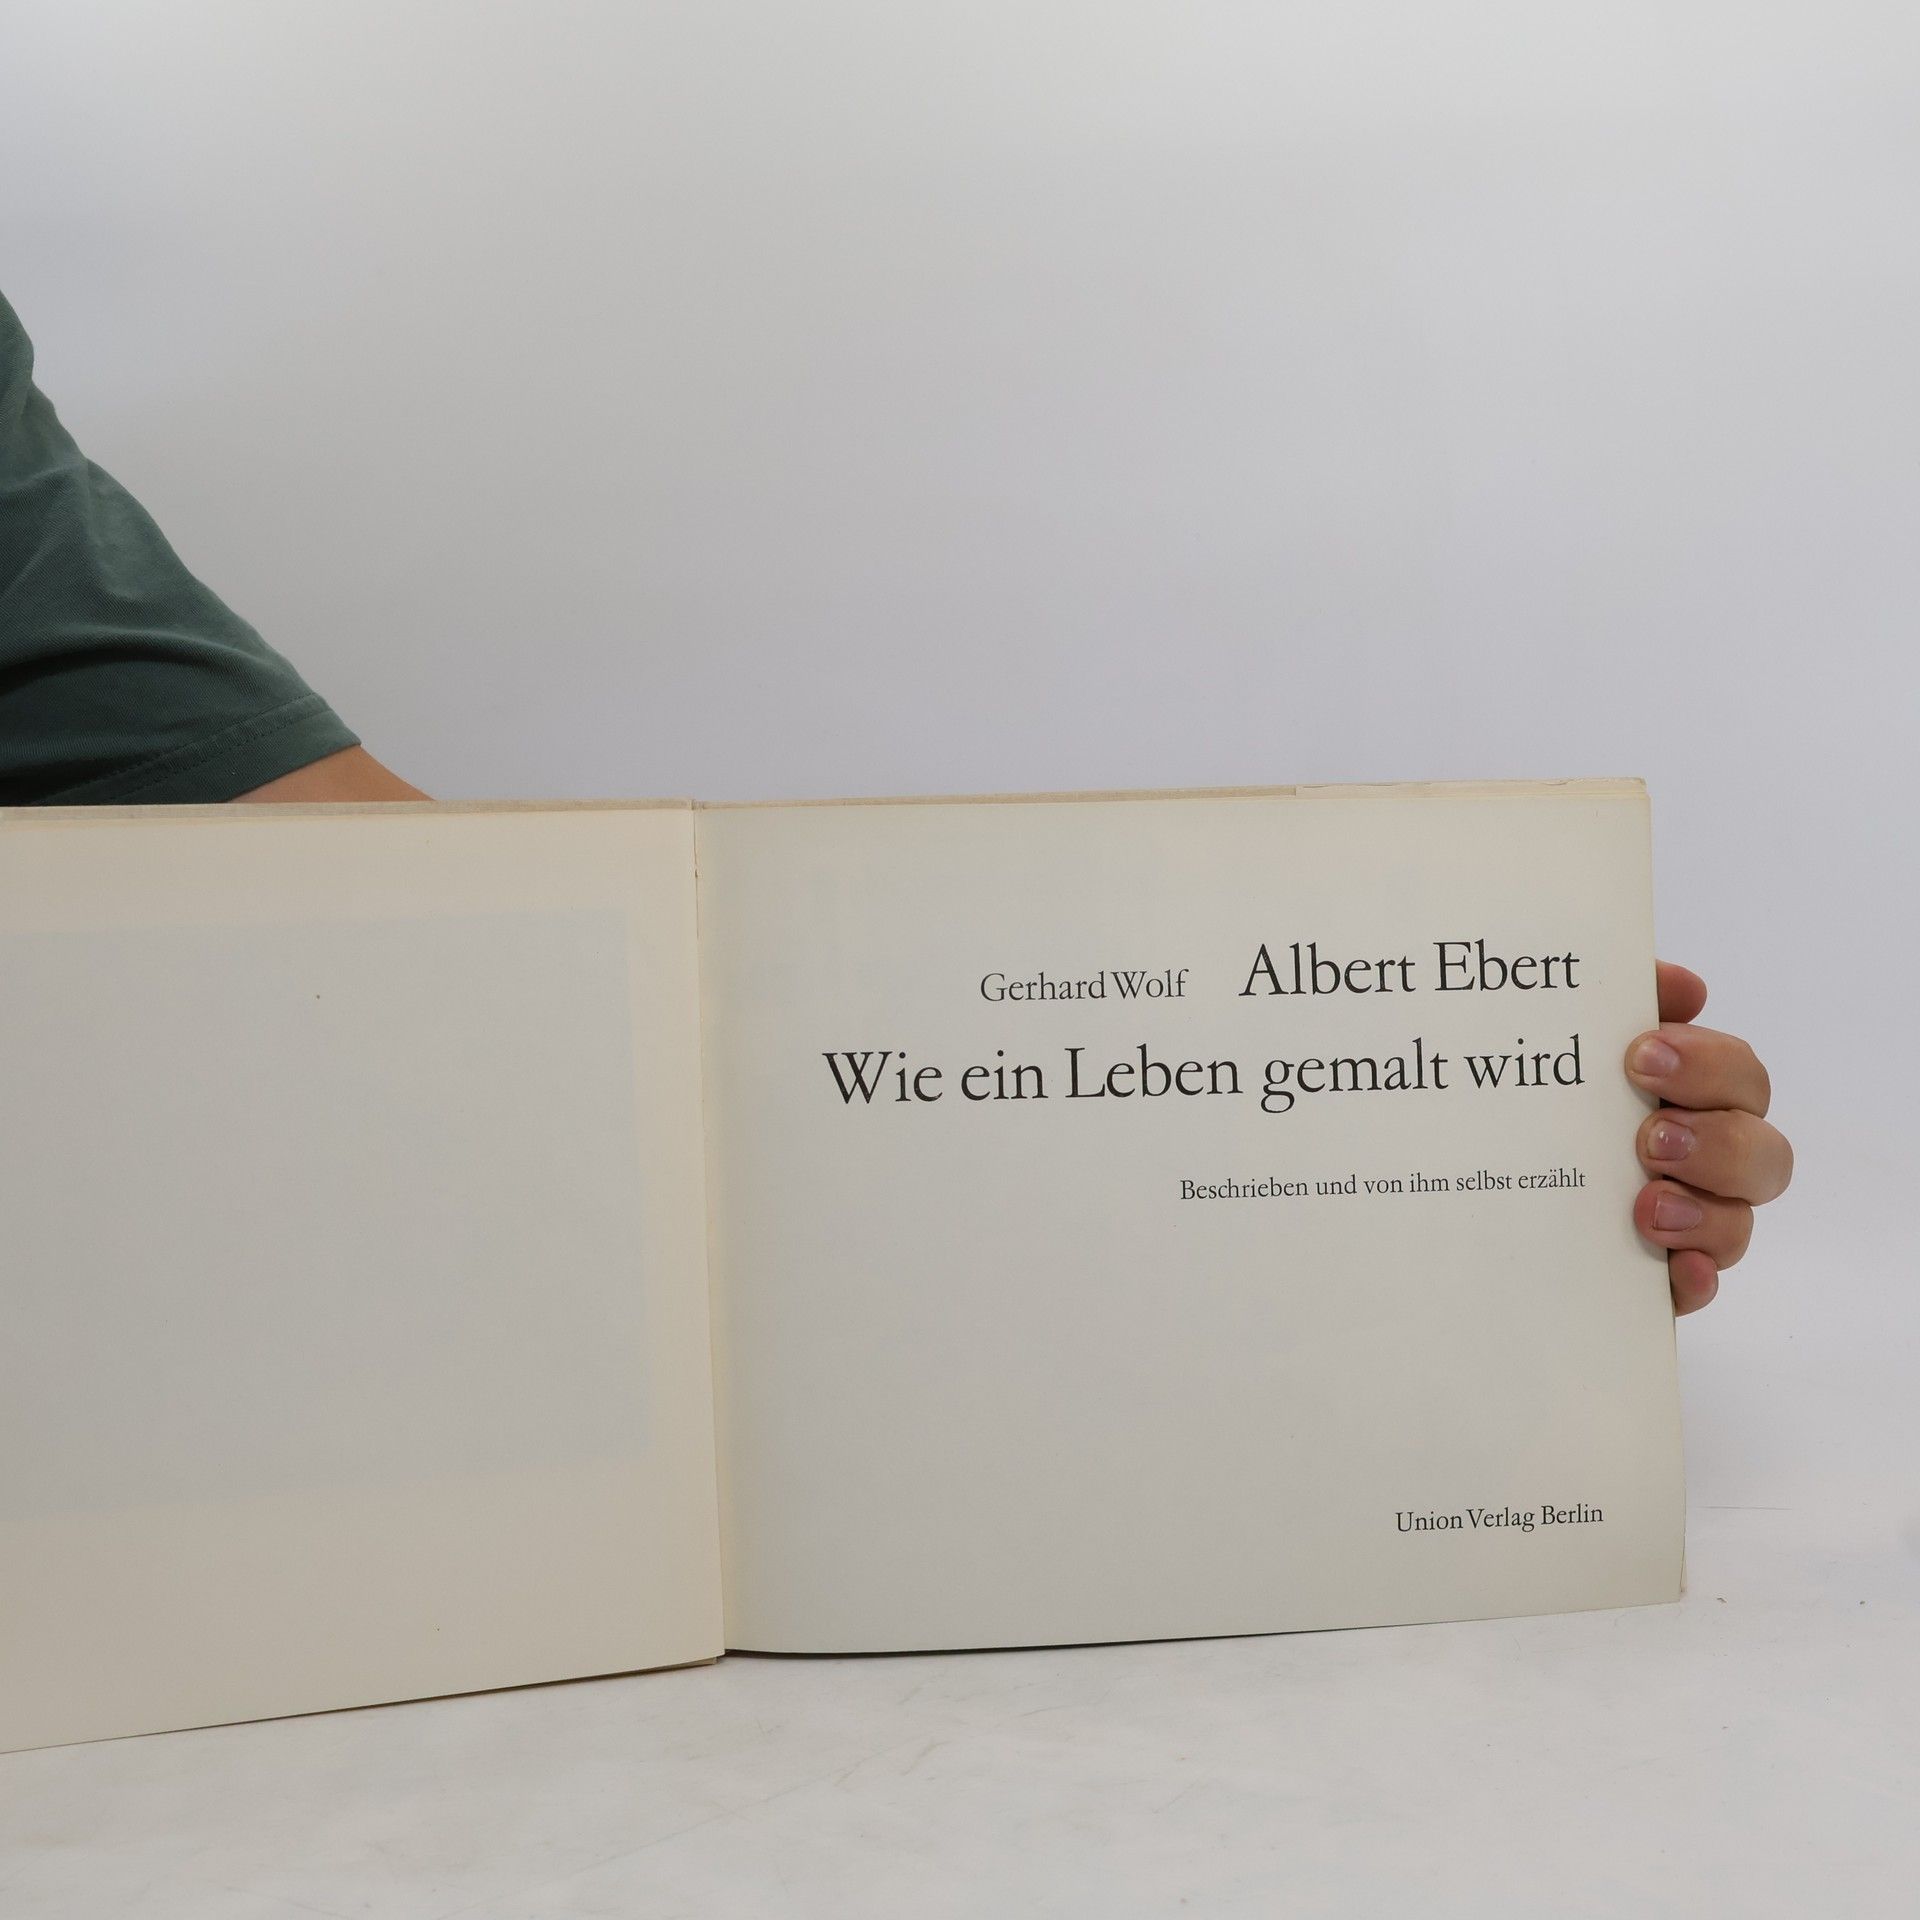 Gerhard Wolf Albert Ebert
Wie ein Leben gemalt wird
Beschrieben und von ihm selbst erzählt
Union Verlag Berlin